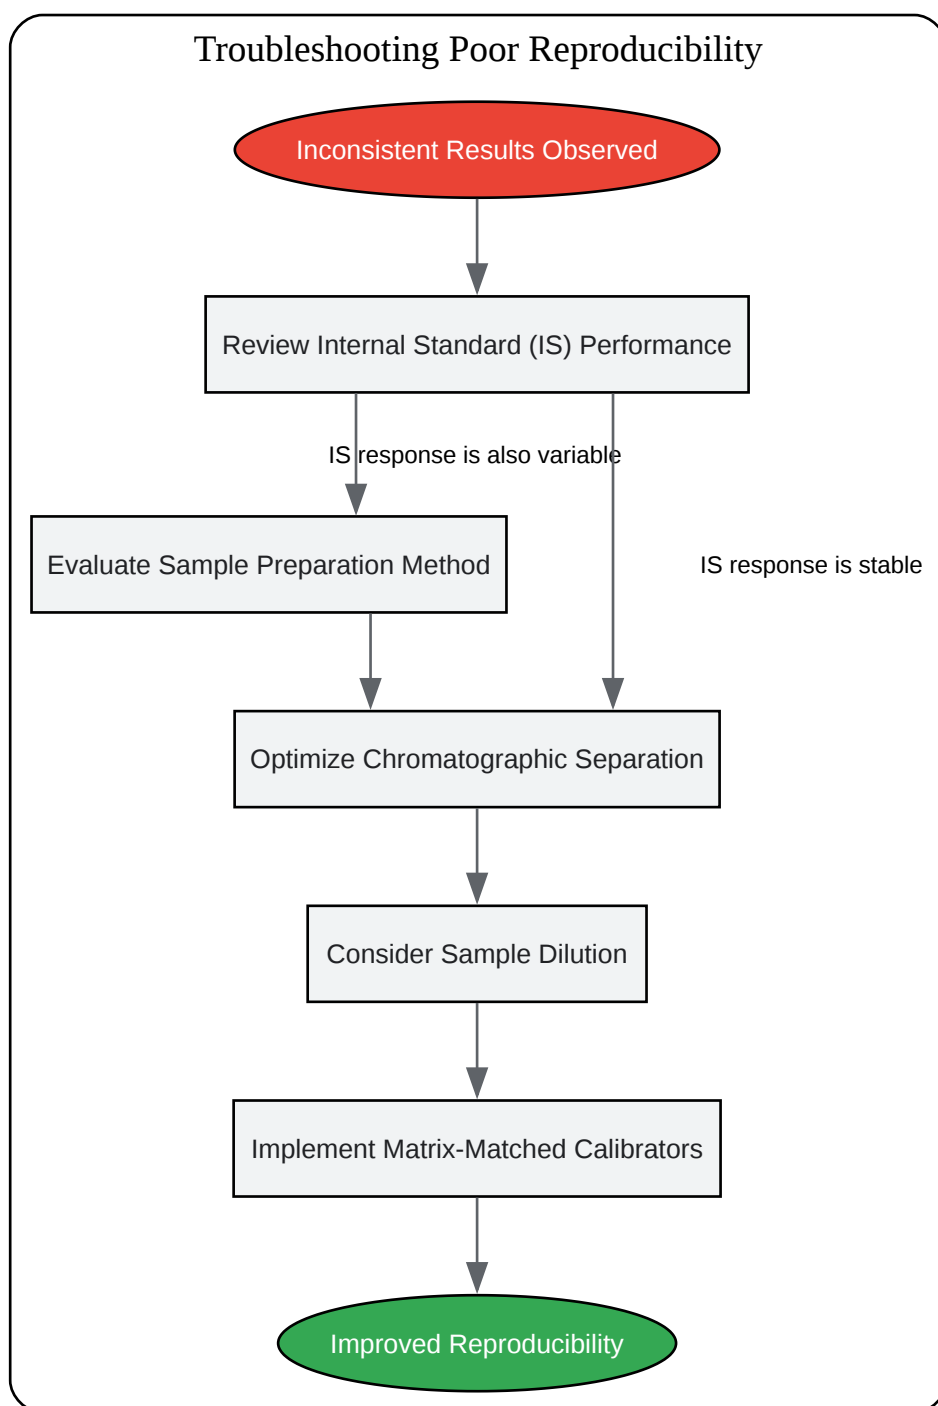 Troubleshooting Poor Reproducibility
Inconsistent Results Observed
Review Internal Standard (IS) Performance
IS response is also variable
Evaluate Sample Preparation Method
IS response is stable
Optimize Chromatographic Separation
Consider Sample Dilution
Implement Matrix-Matched Calibrators
Improved Reproducibility